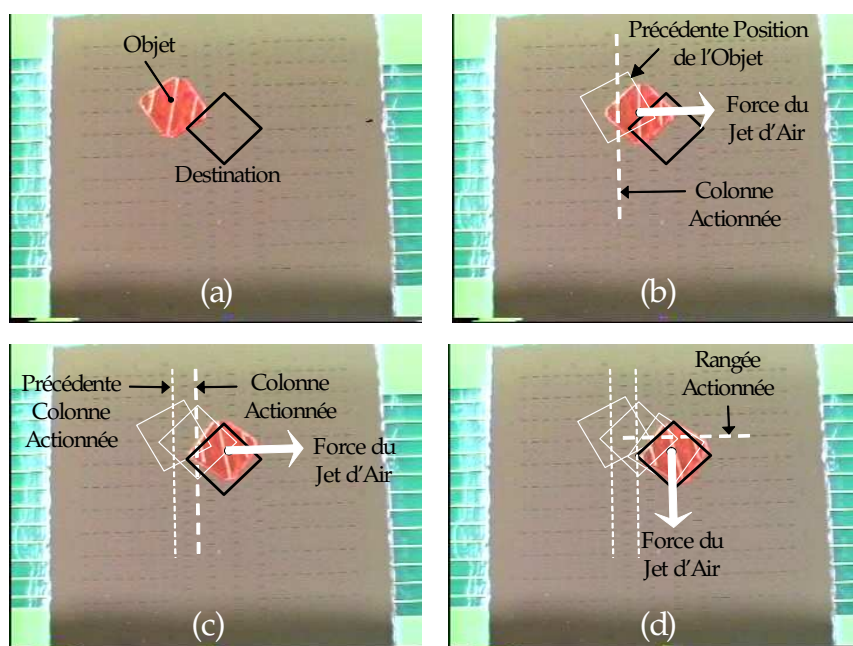 Objet
Destination
(a)
Précédente Position
de l'Objet
Force du
Jet d'Air
Colonne
Actionnée
(b)
Précédente
Colonne
Actionnée
Colonne
Actionnée
Force du
Jet d'Air
(c)
Rangée
Actionnée
Force du
Jet d'Air
(d)